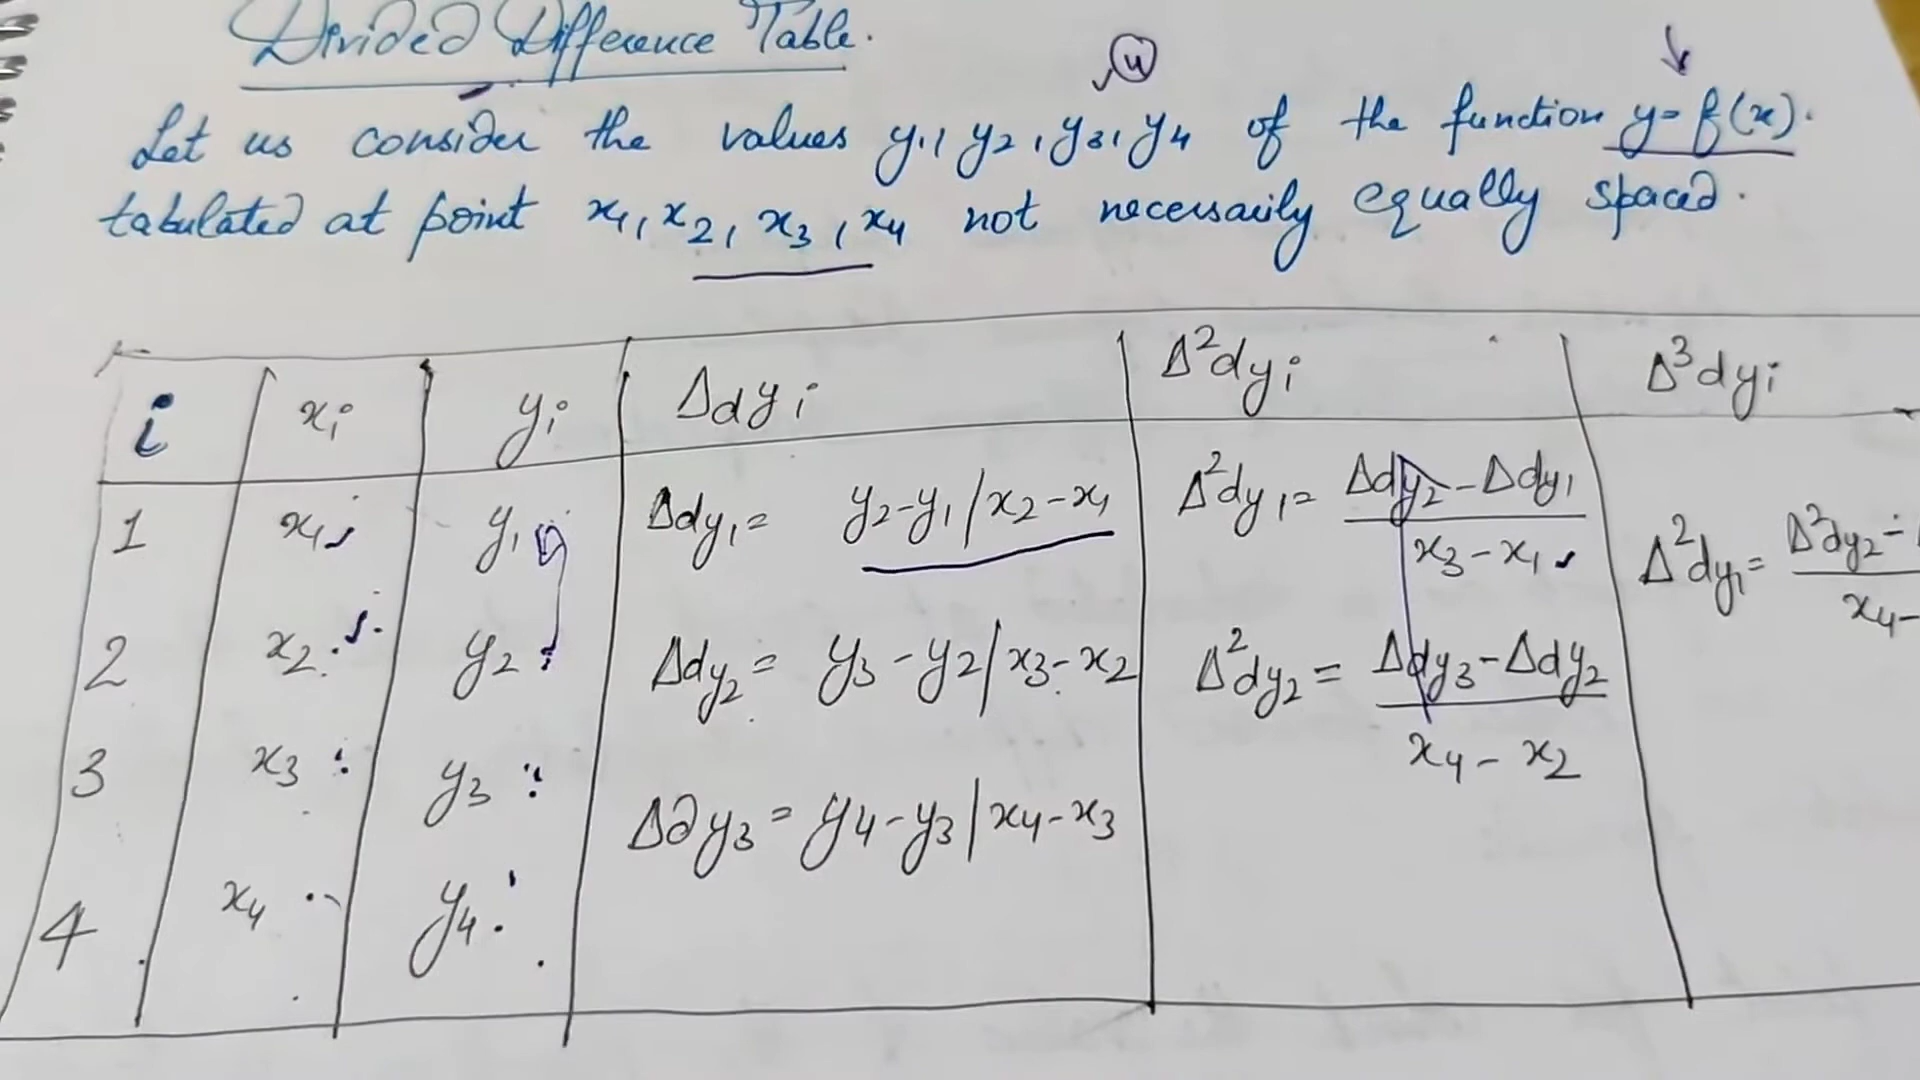 Divided Difference Table.
4
Let us consider the values y1, y2, y3, y4 of the function y=f(x).
tabulated at point x1, x2, x3, x4 not necessarily equally spaced.
i xi yi Δdyi Δ²dyi Δ³dyi
1 x1 y1 Δdy1= y2-y1/x2-x1 Δ²dy1= Δdy2-Δdy1 / x3-x1 Δ²dy1= Δ²dy2- / x4-
2 x2 y2 Δdy2= y3-y2/x3-x2 Δ²dy2= Δdy3-Δdy2 / x4-x2
3 x3 y3 Δdy3= y4-y3/x4-x3
4 x4 y4